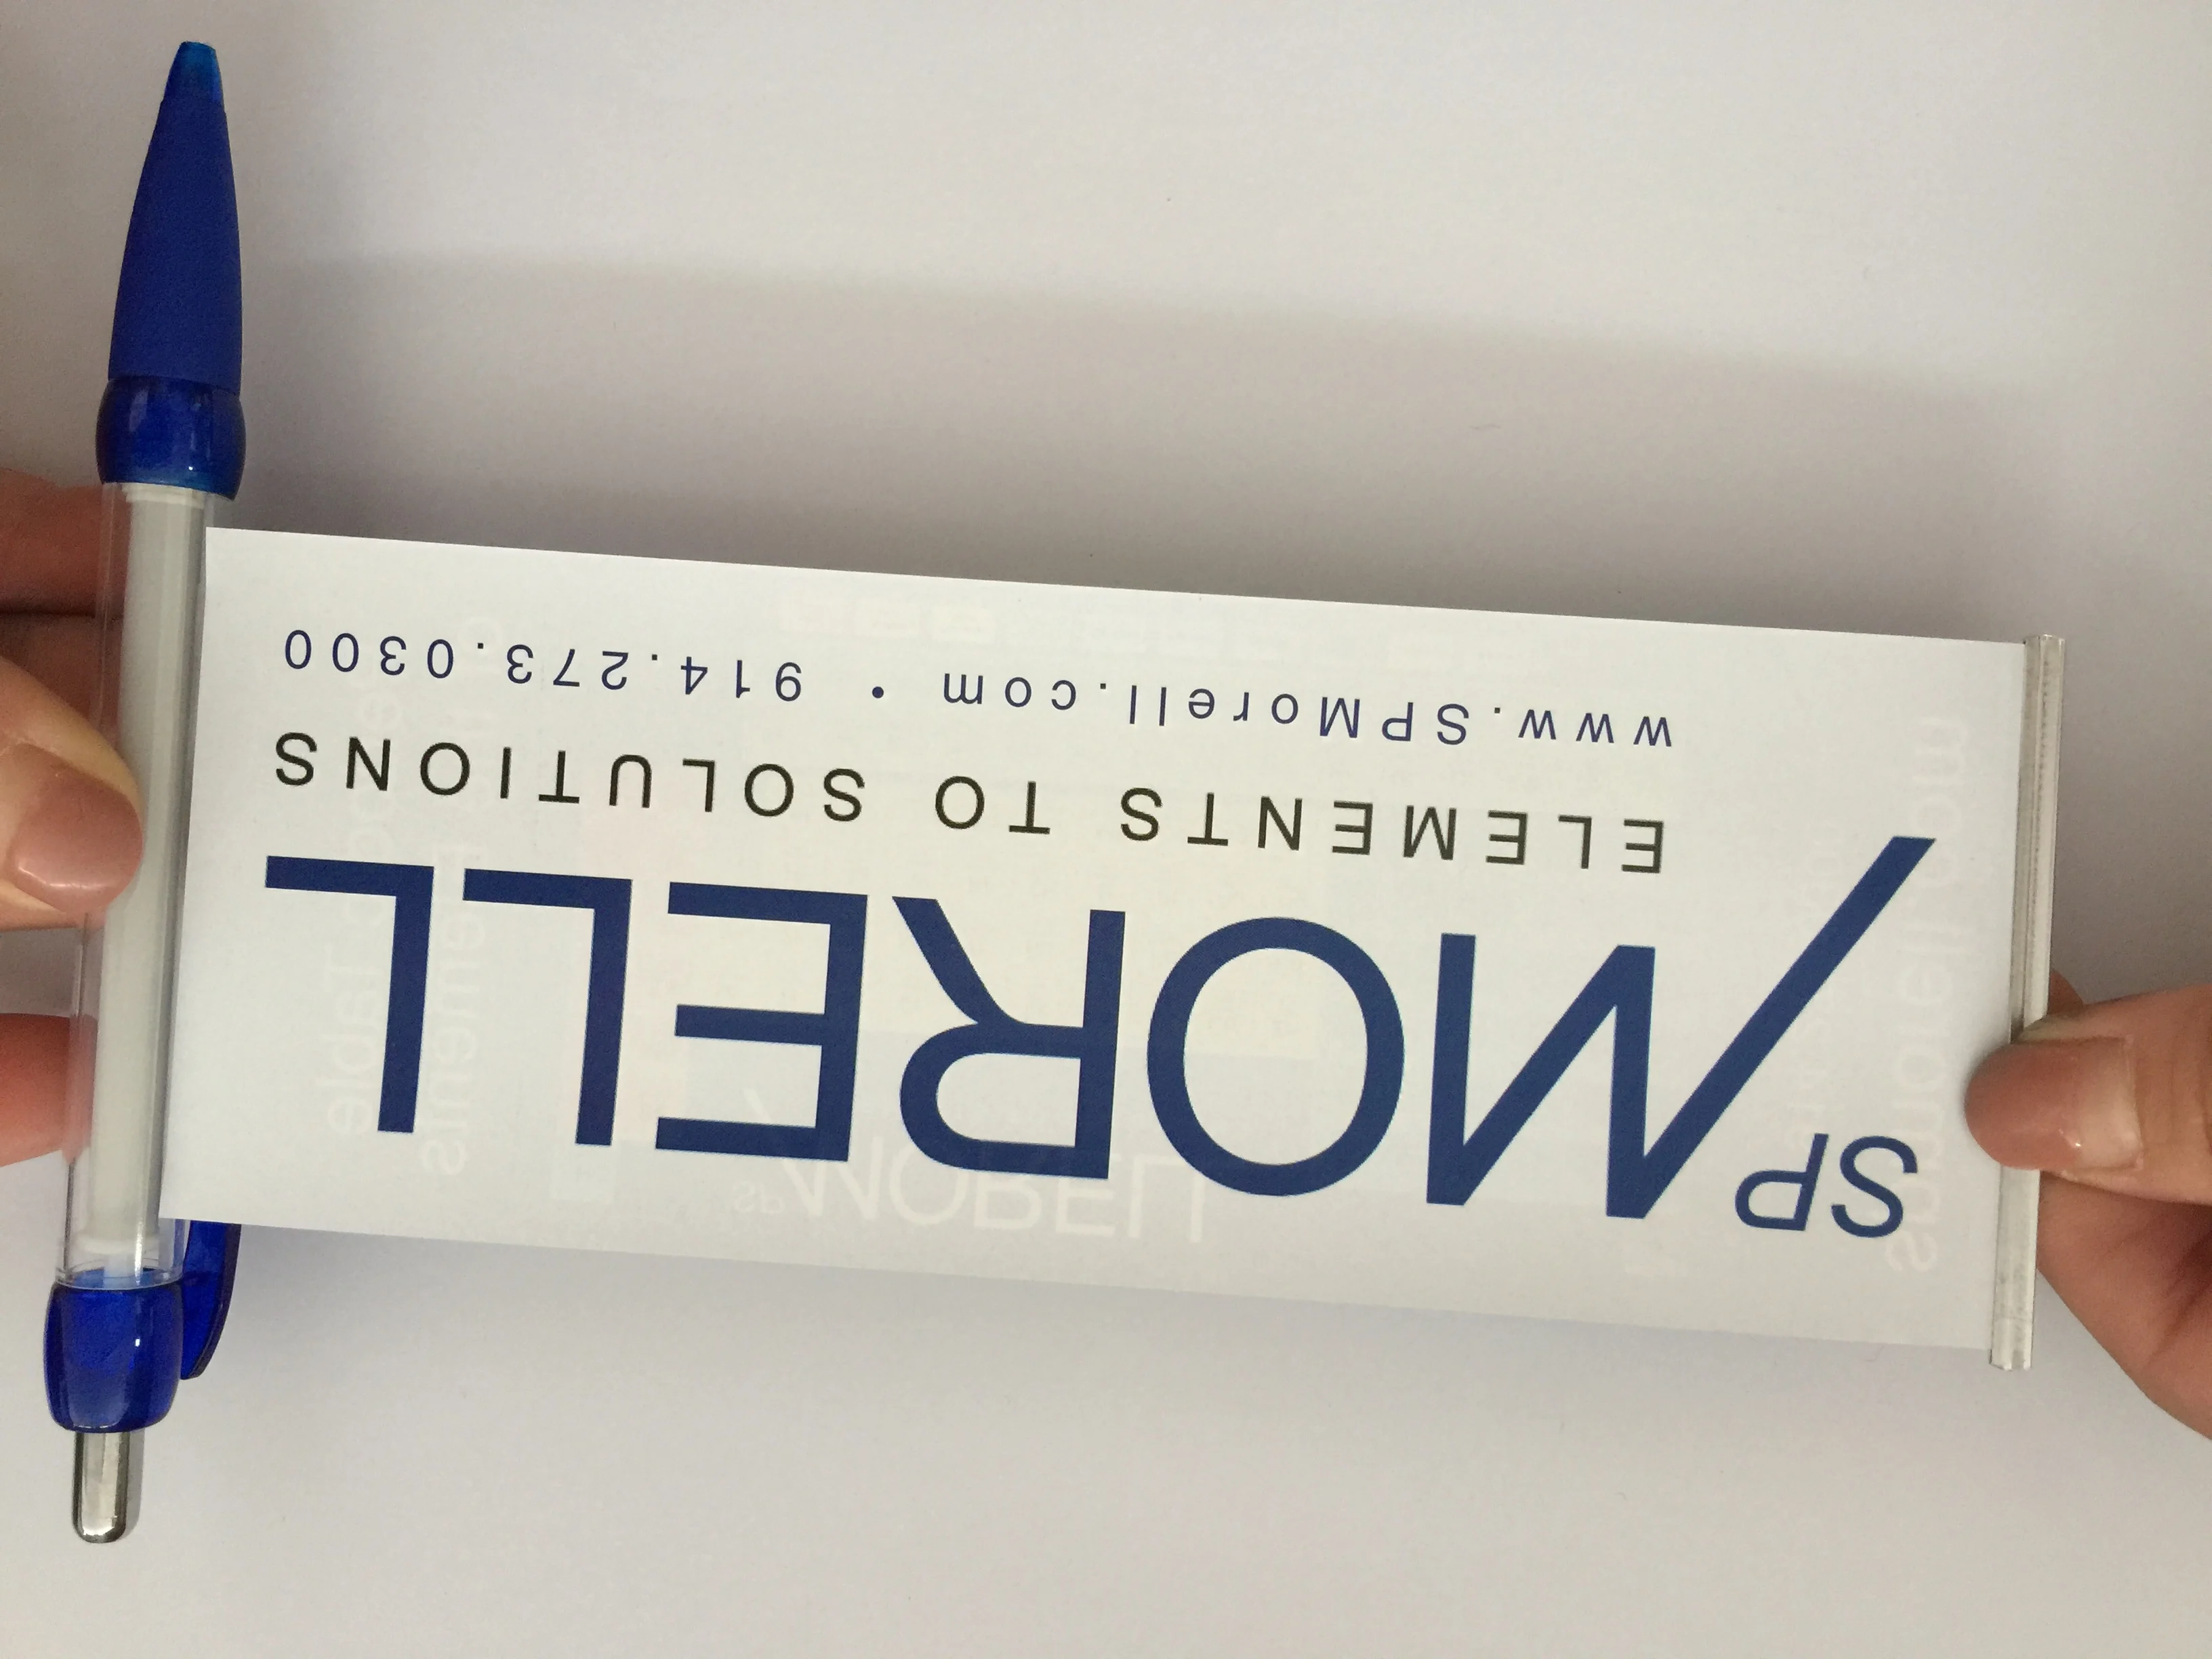 SP MORELL
ELEMENTS TO SOLUTIONS
www.SPMorell.com • 914.273.0300